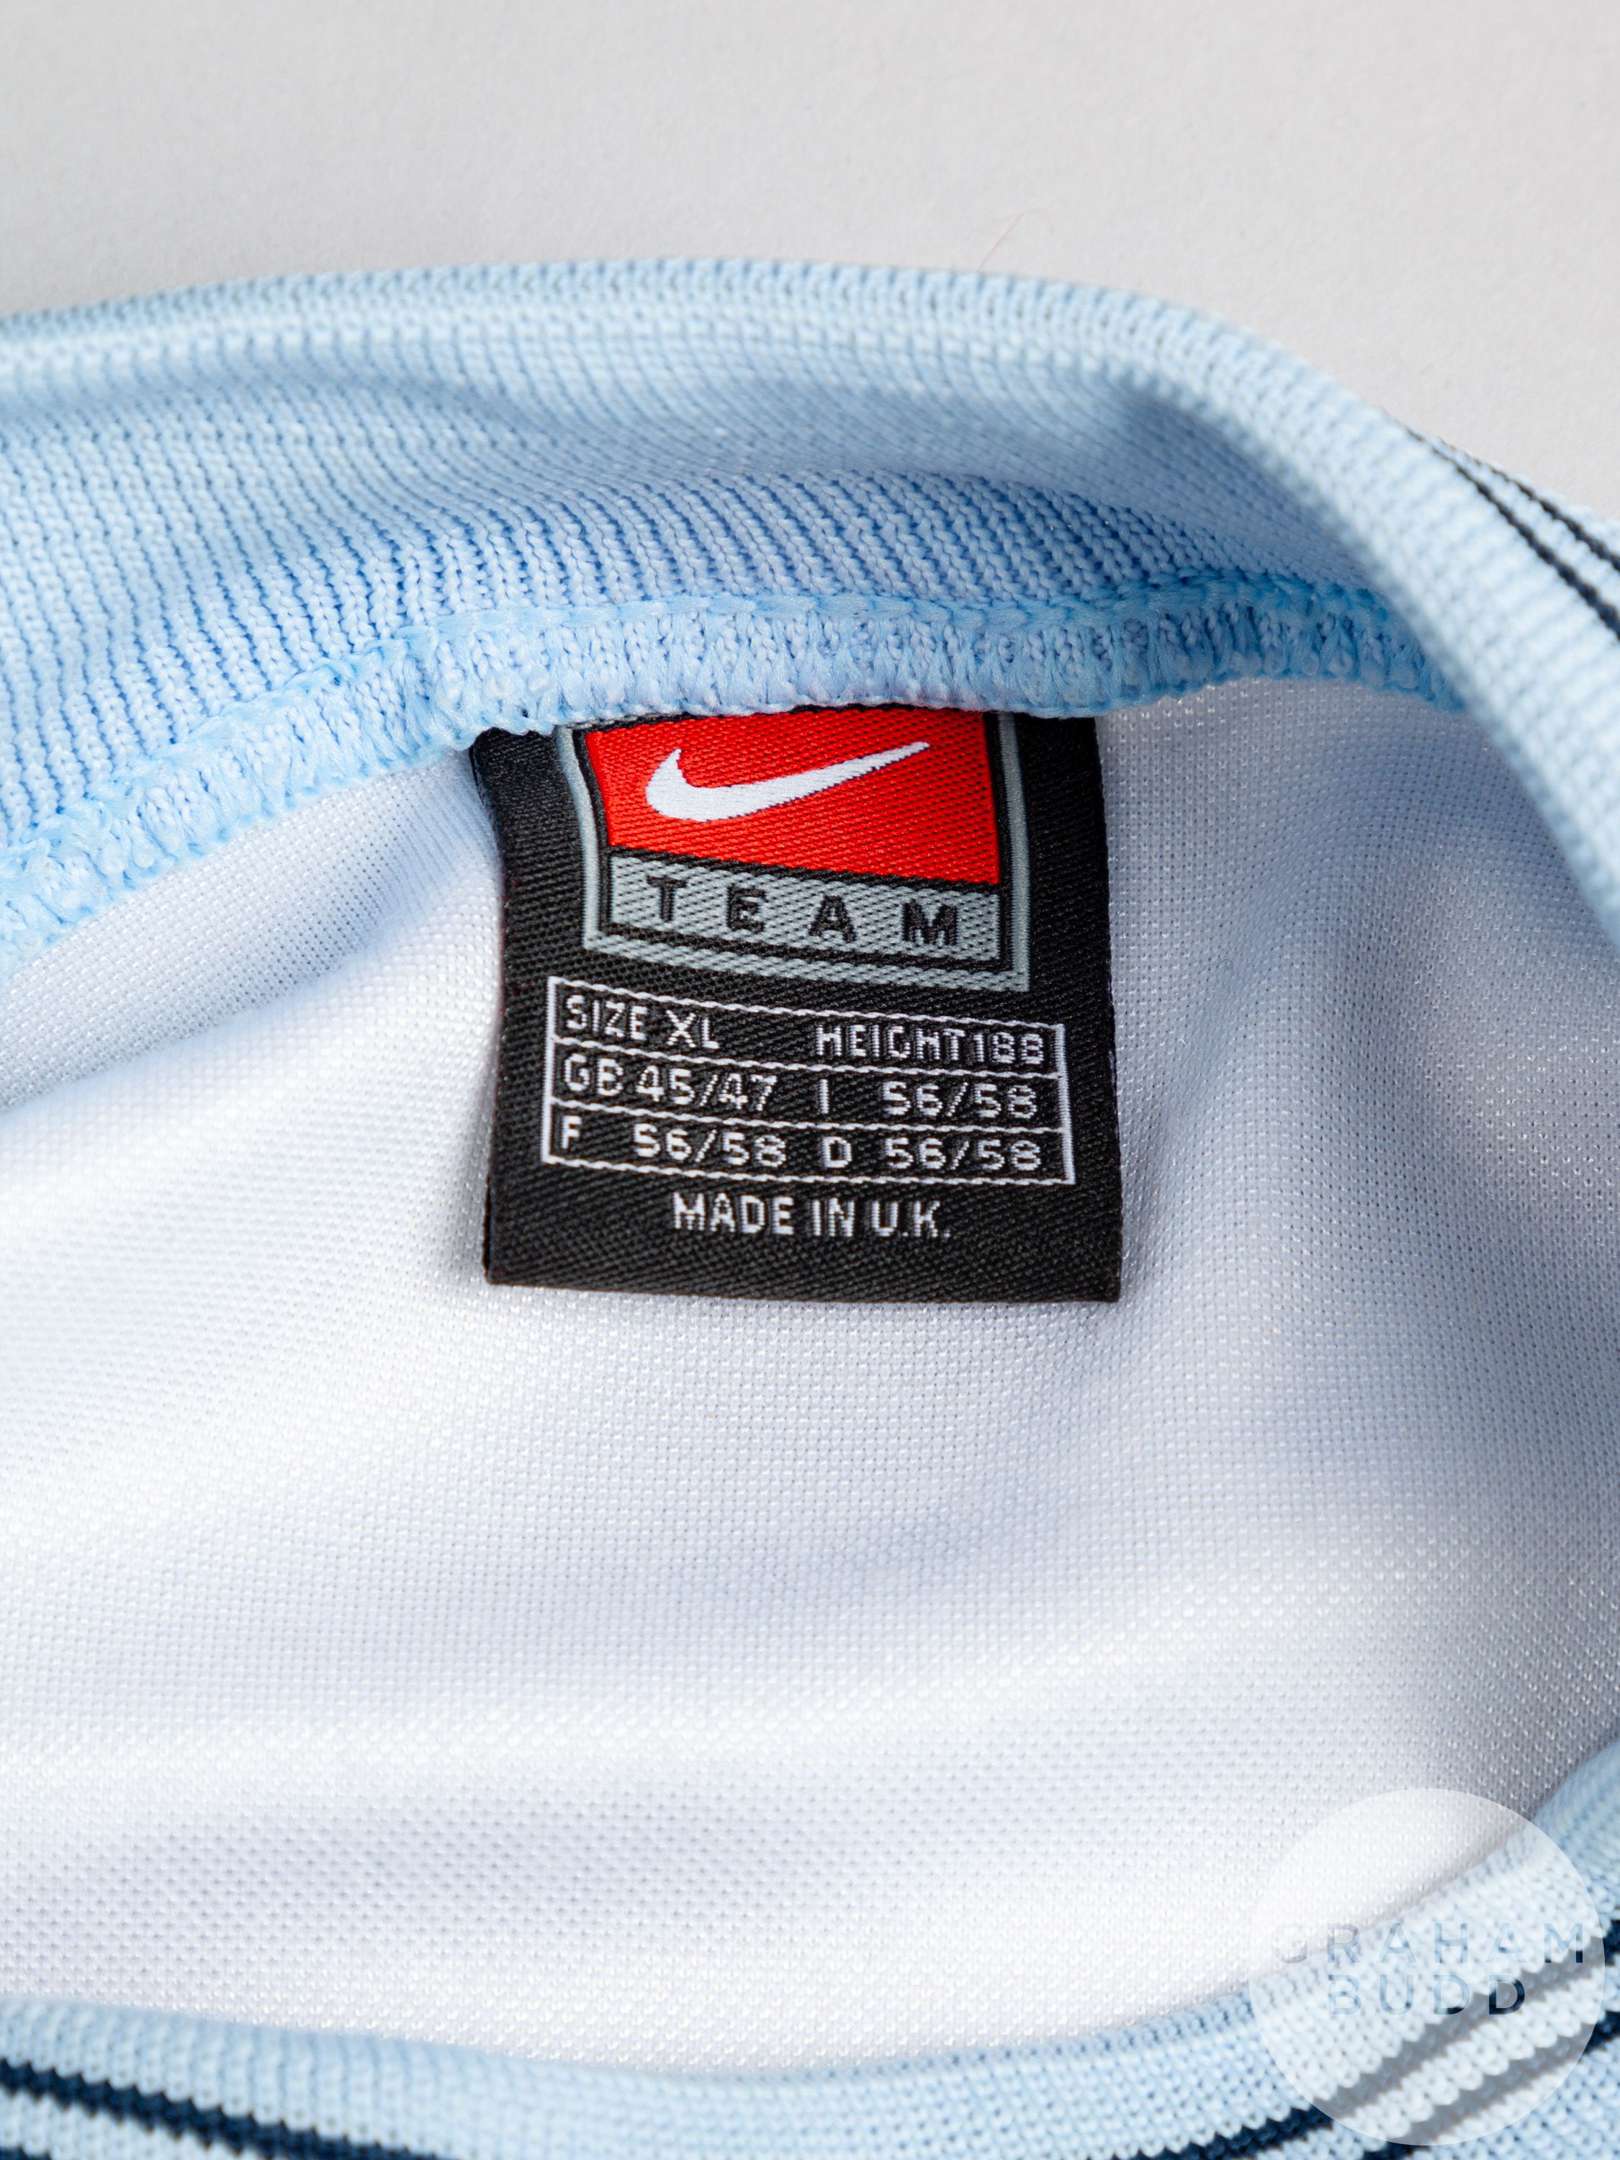 TEAM
SIZE XL HEIGHT 188
GB 45/47 I 56/58
F 56/58 D 56/58
MADE IN U.K.
GRAHAM
BUDD